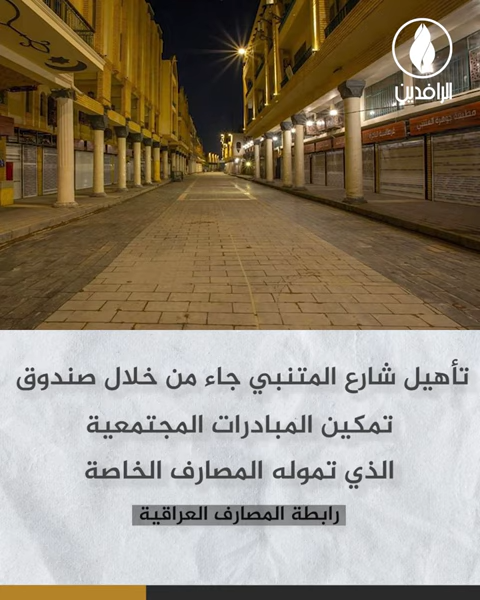 الرافدين
تأهيل شارع المتنبي جاء من خلال صندوق
تمكين المبادرات المجتمعية
الذي تموله المصارف الخاصة
رابطة المصارف العراقية